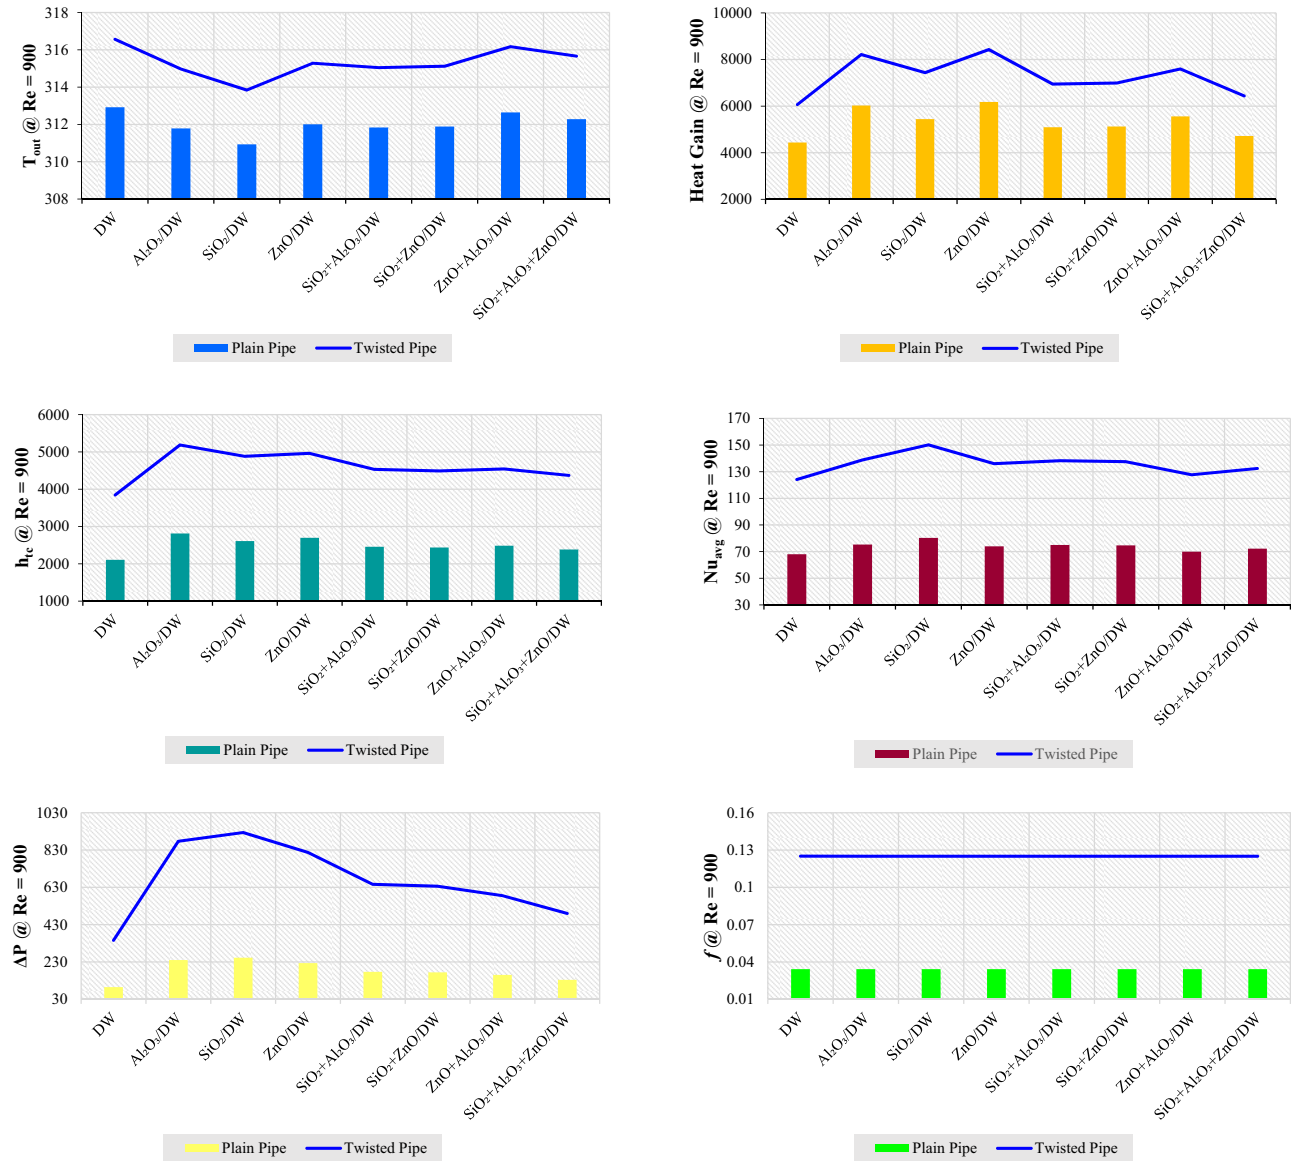 318
316
314
312
310
308
T_out @ Re = 900
DW
Al₂O₃/DW
SiO₂/DW
ZnO/DW
SiO₂+Al₂O₃/DW
SiO₂+ZnO/DW
ZnO+Al₂O₃/DW
SiO₂+Al₂O₃+ZnO/DW
Plain Pipe
Twisted Pipe
10000
8000
6000
4000
2000
Heat Gain @ Re = 900
DW
Al₂O₃/DW
SiO₂/DW
ZnO/DW
SiO₂+Al₂O₃/DW
SiO₂+ZnO/DW
ZnO+Al₂O₃/DW
SiO₂+Al₂O₃+ZnO/DW
Plain Pipe
Twisted Pipe
6000
5000
4000
3000
2000
1000
h_tc @ Re = 900
DW
Al₂O₃/DW
SiO₂/DW
ZnO/DW
SiO₂+Al₂O₃/DW
SiO₂+ZnO/DW
ZnO+Al₂O₃/DW
SiO₂+Al₂O₃+ZnO/DW
Plain Pipe
Twisted Pipe
170
150
130
110
90
70
50
30
Nu_avg @ Re = 900
DW
Al₂O₃/DW
SiO₂/DW
ZnO/DW
SiO₂+Al₂O₃/DW
SiO₂+ZnO/DW
ZnO+Al₂O₃/DW
SiO₂+Al₂O₃+ZnO/DW
Plain Pipe
Twisted Pipe
1030
830
630
430
230
30
ΔP @ Re = 900
DW
Al₂O₃/DW
SiO₂/DW
ZnO/DW
SiO₂+Al₂O₃/DW
SiO₂+ZnO/DW
ZnO+Al₂O₃/DW
SiO₂+Al₂O₃+ZnO/DW
Plain Pipe
Twisted Pipe
0.16
0.13
0.1
0.07
0.04
0.01
f @ Re = 900
DW
Al₂O₃/DW
SiO₂/DW
ZnO/DW
SiO₂+Al₂O₃/DW
SiO₂+ZnO/DW
ZnO+Al₂O₃/DW
SiO₂+Al₂O₃+ZnO/DW
Plain Pipe
Twisted Pipe